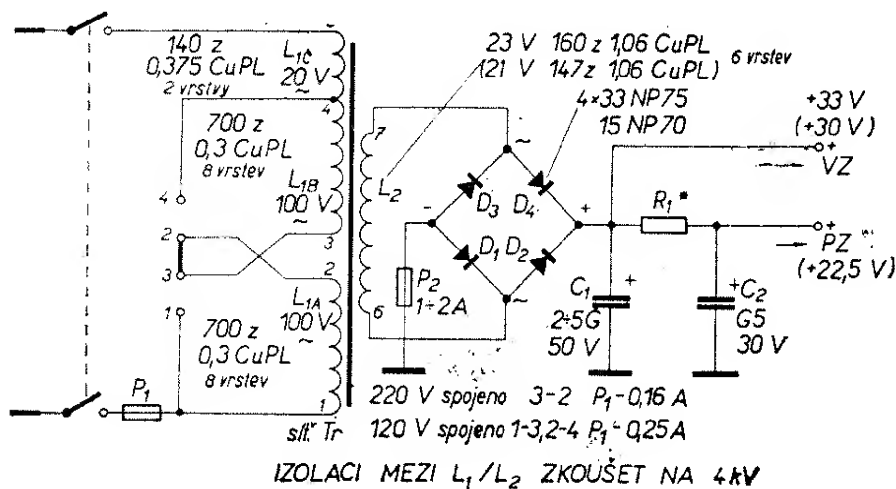 140 z
0,375 CuPL
2 vrstvy
L1C
20 V
~
4
700 z
0,3 CuPL
8 vrstev
L1B
100 V
~
3
4
2
3
1
2
L1A
100 V
~
1
700 z
0,3 CuPL
8 vrstev
P1
síť. Tr
23 V 160 z 1,06 CuPL
(21 V 147 z 1,06 CuPL)
6 vrstev
4×33 NP75
15 NP70
7
L2
6
~
D3 D4
- +
D1 D2
~
P2
1÷2A
+33 V
(+30 V)
+
VZ
R1*
+
PZ
(+22,5 V)
C1 +
2÷5G
50 V
+ C2
G5
30 V
220 V spojeno 3-2 P1-0,16 A
120 V spojeno 1-3,2-4 P1-0,25A
IZOLACI MEZI L1/L2 ZKOUŠET NA 4kV